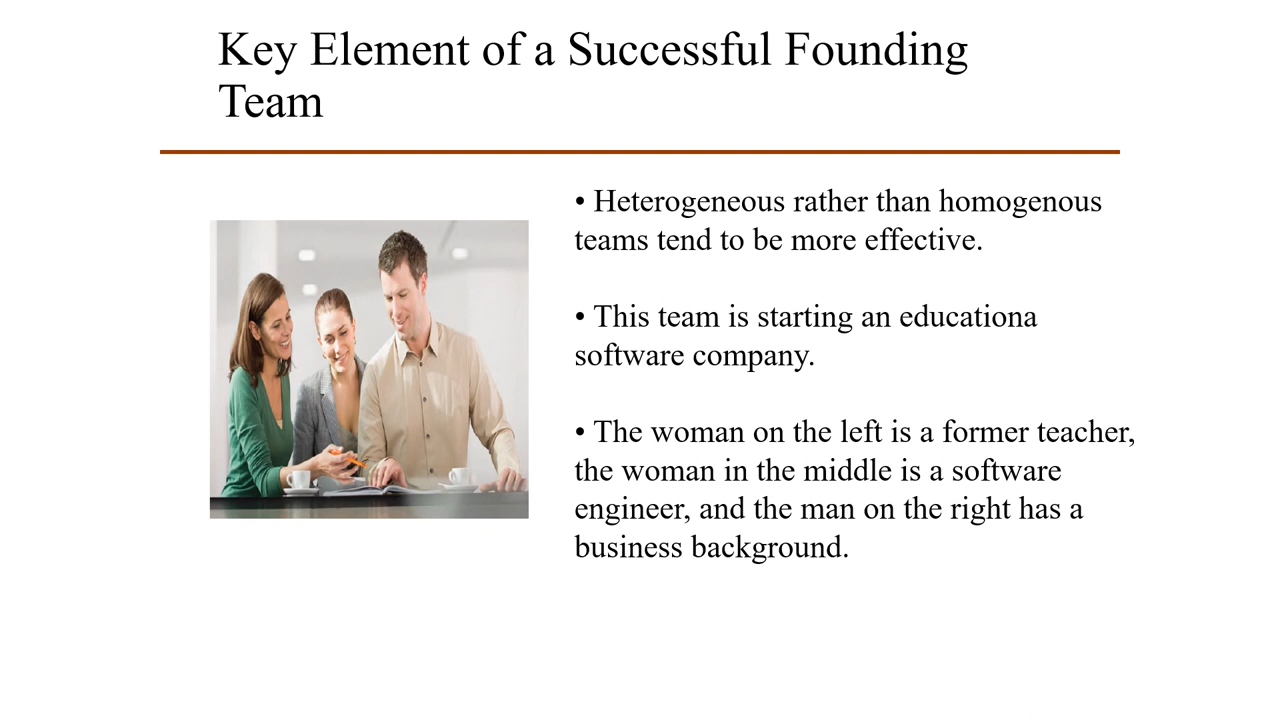 Key Element of a Successful Founding
Team
• Heterogeneous rather than homogenous
teams tend to be more effective.
• This team is starting an educationa
software company.
• The woman on the left is a former teacher,
the woman in the middle is a software
engineer, and the man on the right has a
business background.